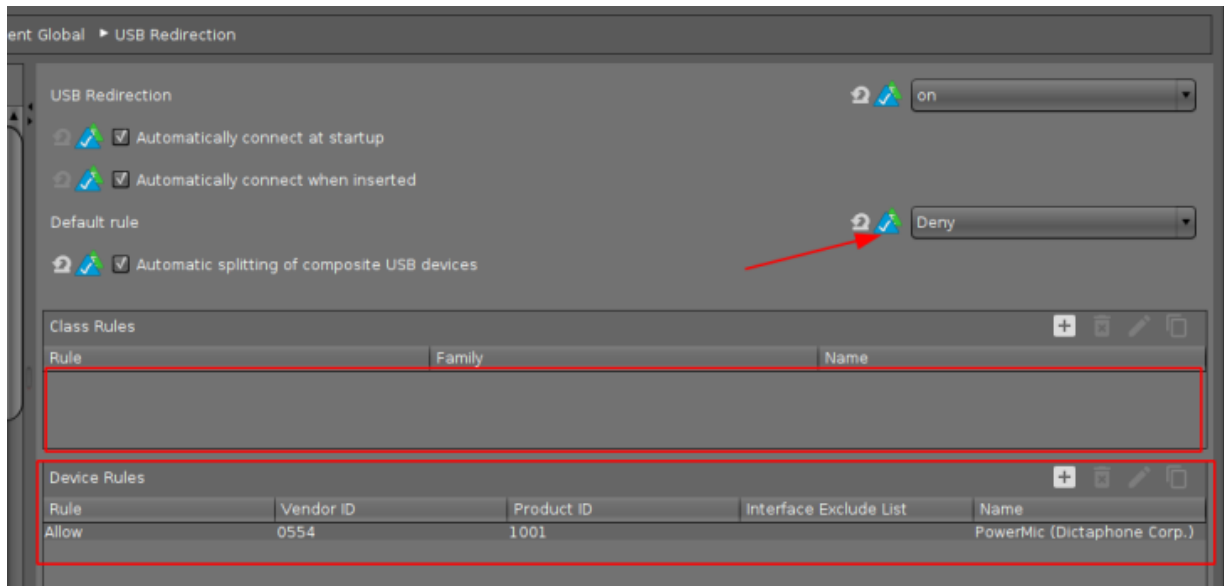 ent Global ▸ USB Redirection
USB Redirection on
Automatically connect at startup
Automatically connect when inserted
Default rule Deny
Automatic splitting of composite USB devices
Class Rules
Rule Family Name
Device Rules
Rule Vendor ID Product ID Interface Exclude List Name
Allow 0554 1001 PowerMic (Dictaphone Corp.)